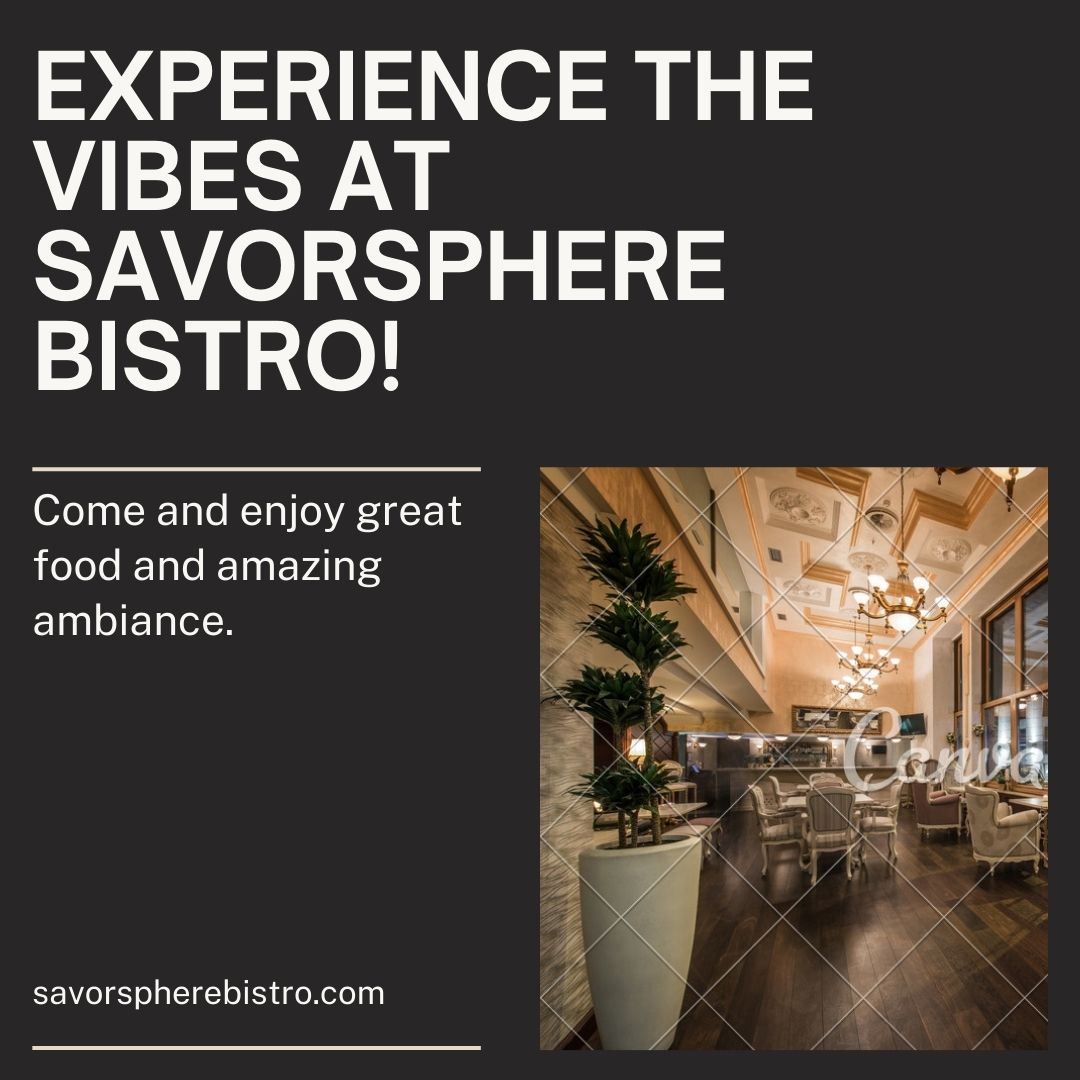 EXPERIENCE THE
VIBES AT
SAVORSPHERE
BISTRO!
Come and enjoy great
food and amazing
ambiance.
Canva
savorspherebistro.com